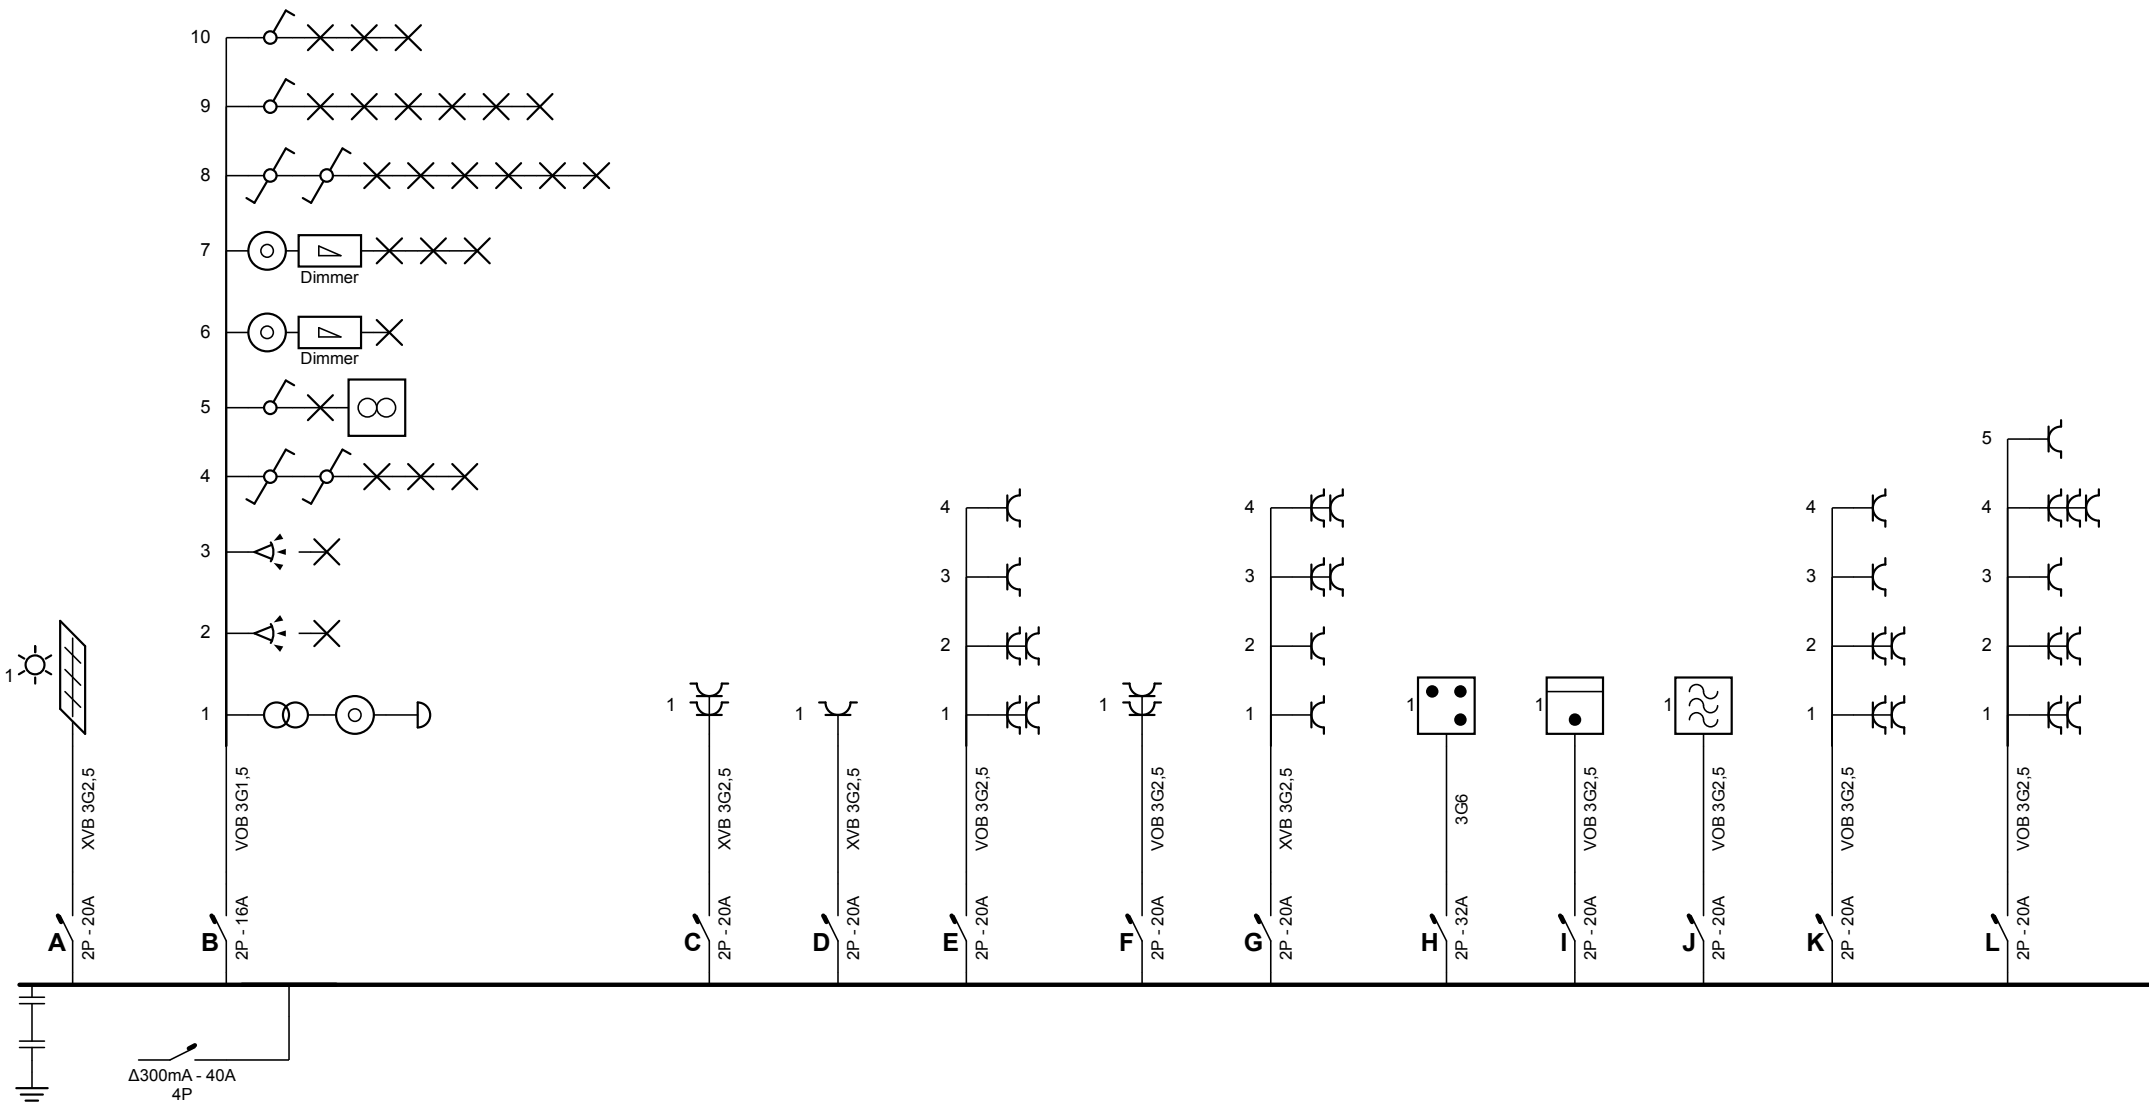 10
9
8
7
Dimmer
6
Dimmer
5
4
3
2
1
1
1
1
4
3
2
1
1
4
3
2
1
1
1
1
4
3
2
1
5
4
3
2
1
XVB 3G2,5
VOB 3G1,5
XVB 3G2,5
XVB 3G2,5
VOB 3G2,5
VOB 3G2,5
XVB 3G2,5
3G6
VOB 3G2,5
VOB 3G2,5
VOB 3G2,5
VOB 3G2,5
A 2P - 20A
B 2P - 16A
C 2P - 20A
D 2P - 20A
E 2P - 20A
F 2P - 20A
G 2P - 20A
H 2P - 32A
I 2P - 20A
J 2P - 20A
K 2P - 20A
L 2P - 20A
Δ300mA - 40A
4P